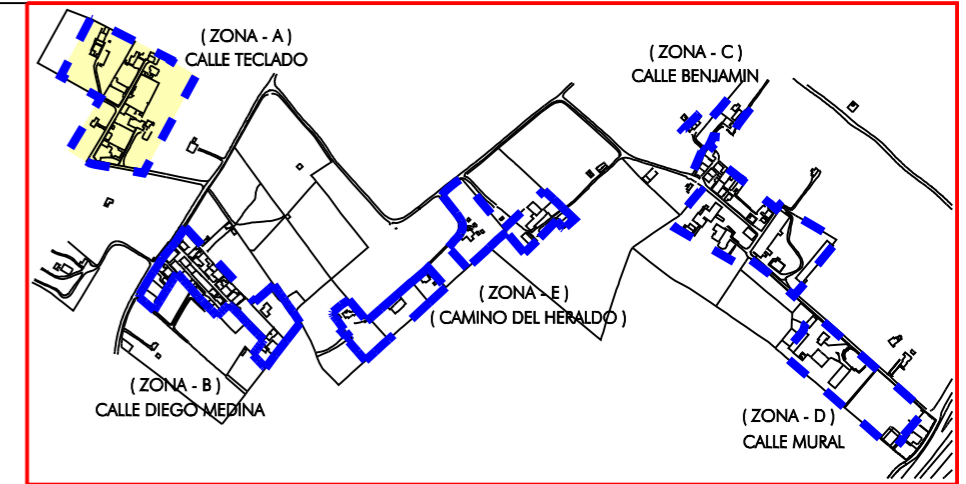 ( ZONA - A )
CALLE TECLADO
( ZONA - C )
CALLE BENJAMIN
( ZONA - E )
( CAMINO DEL HERALDO )
( ZONA - B )
CALLE DIEGO MEDINA
( ZONA - D )
CALLE MURAL